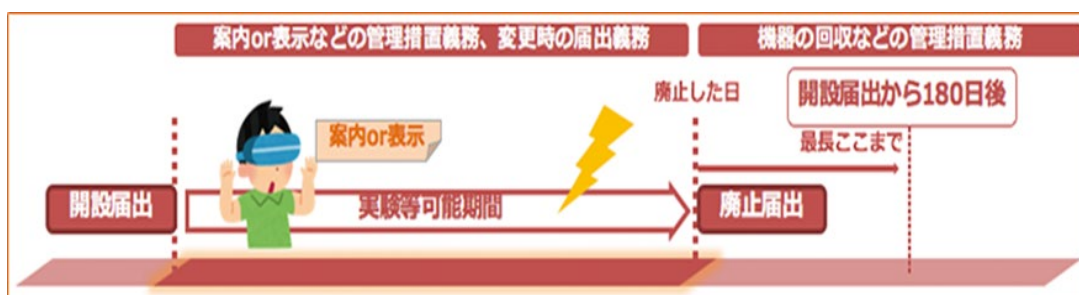 案内or表示などの管理措置義務、変更時の届出義務
機器の回収などの管理措置義務
廃止した日
開設届出から180日後
案内or表示
最長ここまで
開設届出
実験等可能期間
廃止届出